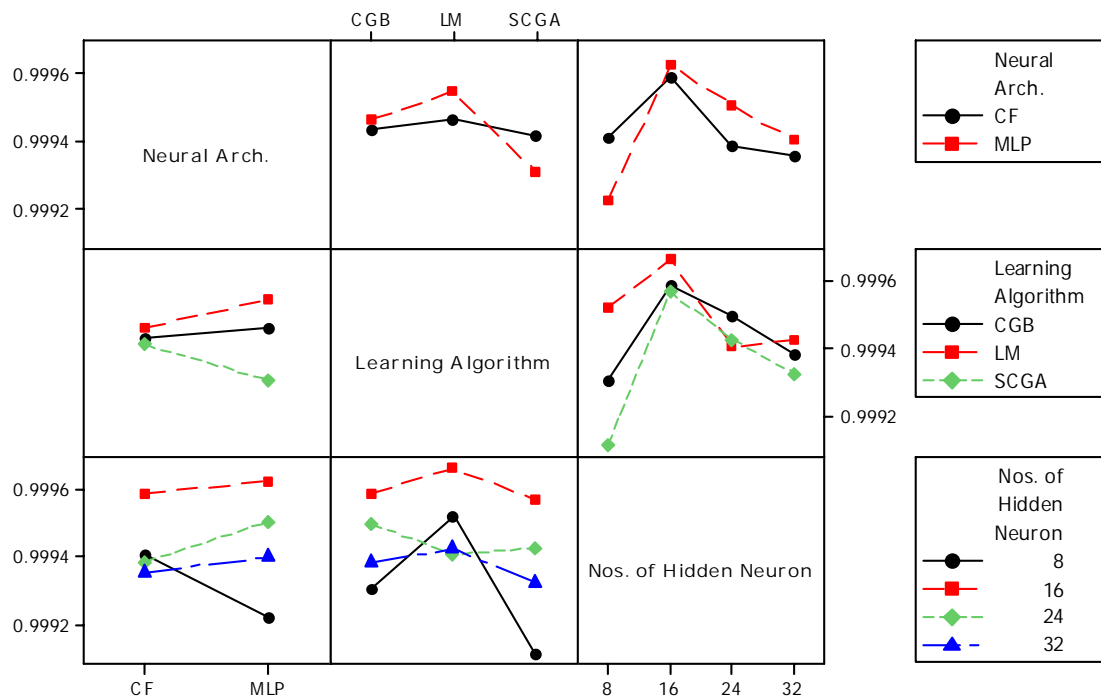 CGB LM SCGA
0.9996
0.9994
0.9992
Neural Arch.
Neural
Arch.
CF
MLP
Learning Algorithm
0.9996
0.9994
0.9992
Learning
Algorithm
CGB
LM
SCGA
0.9996
0.9994
0.9992
Nos. of Hidden Neuron
Nos. of
Hidden
Neuron
8
16
24
32
CF MLP 8 16 24 32